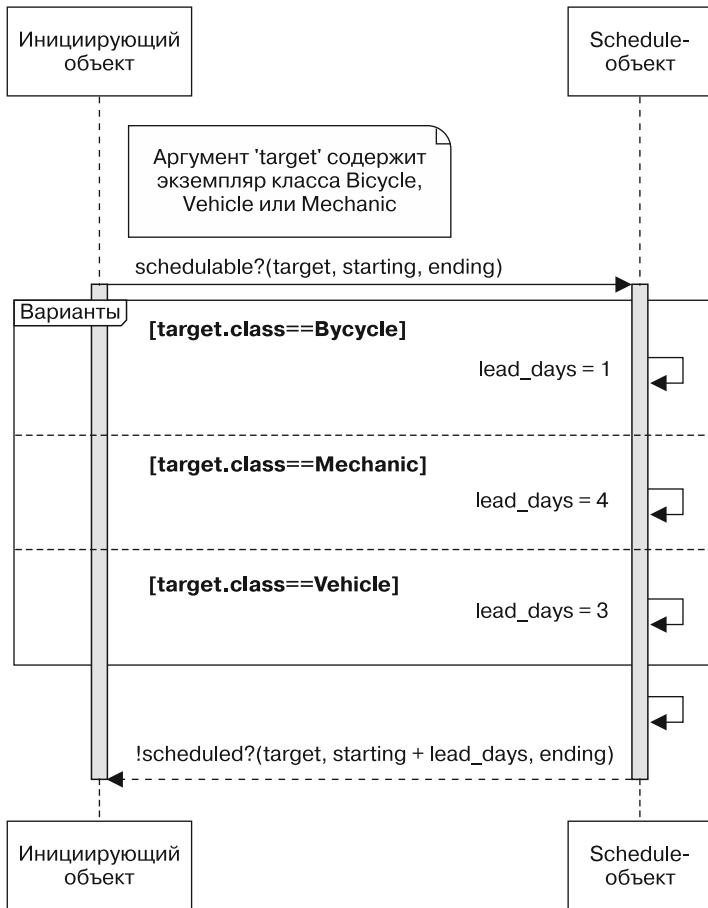 Инициирующий
объект
Schedule-
объект
Аргумент 'target' содержит
экземпляр класса Bicycle,
Vehicle или Mechanic
schedulable?(target, starting, ending)
Варианты
[target.class==Bycycle]
lead_days = 1
[target.class==Mechanic]
lead_days = 4
[target.class==Vehicle]
lead_days = 3
!scheduled?(target, starting + lead_days, ending)
Инициирующий
объект
Schedule-
объект